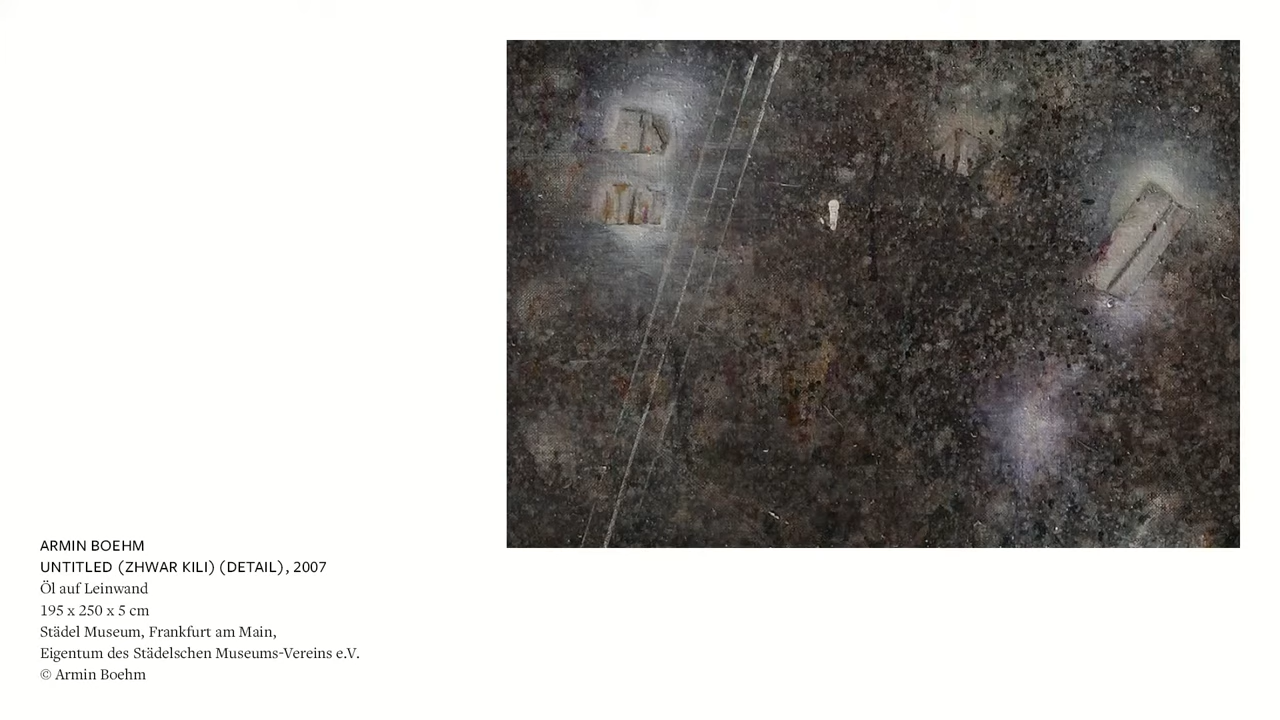 ARMIN BOEHM
UNTITLED (ZHWAR KILI) (DETAIL), 2007
Öl auf Leinwand
195 x 250 x 5 cm
Städel Museum, Frankfurt am Main,
Eigentum des Städelschen Museums-Vereins e.V.
© Armin Boehm